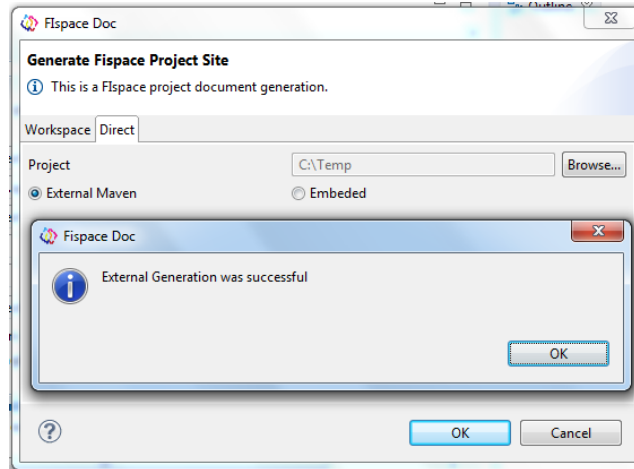 Outline
FIspace Doc
Generate Fispace Project Site
This is a FIspace project document generation.
Workspace Direct
Project C:\Temp Browse...
External Maven Embeded
Fispace Doc
External Generation was successful
OK
OK Cancel